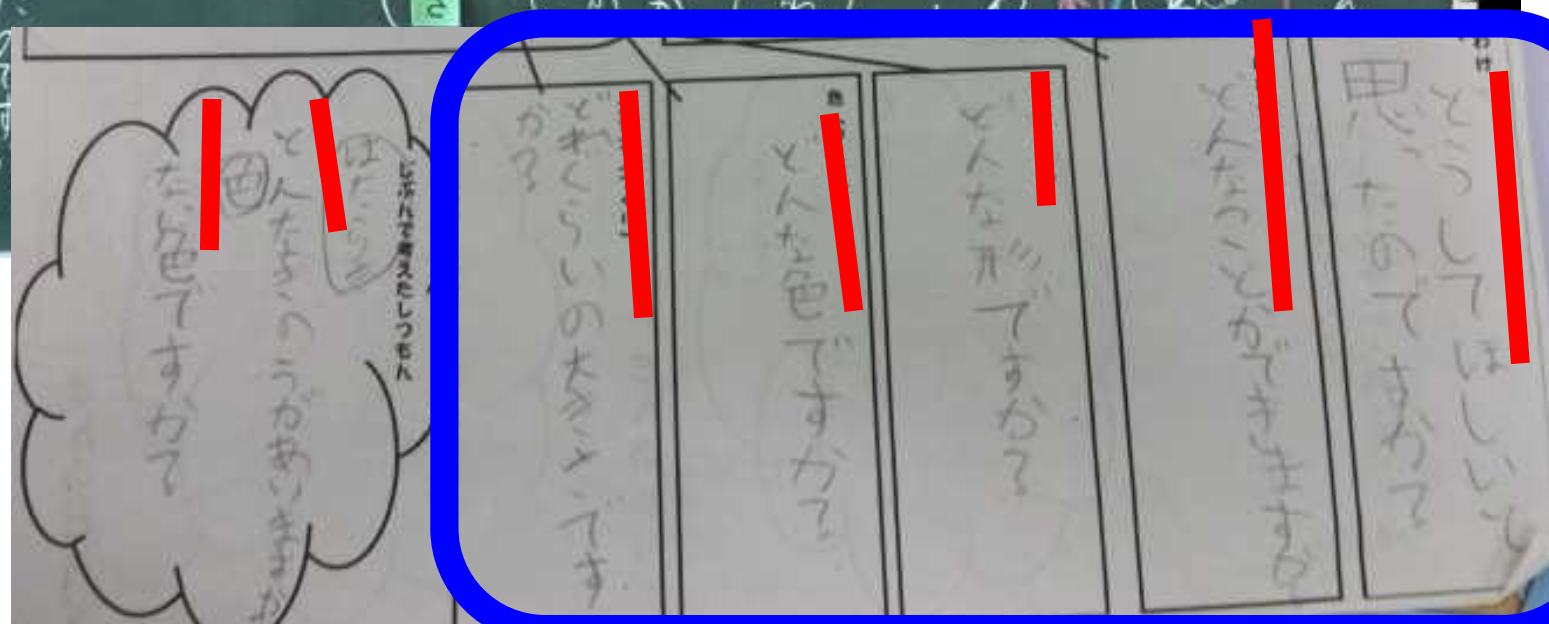 どうしてほしいと
思ったのですか?
どんなことができますか
どんな形ですか?
どんな色ですか?
どれくらいの大きさです
か?
じぶんで考えたしつもん
はたらき
どんなきのうがありますか
色
なに色ですか?